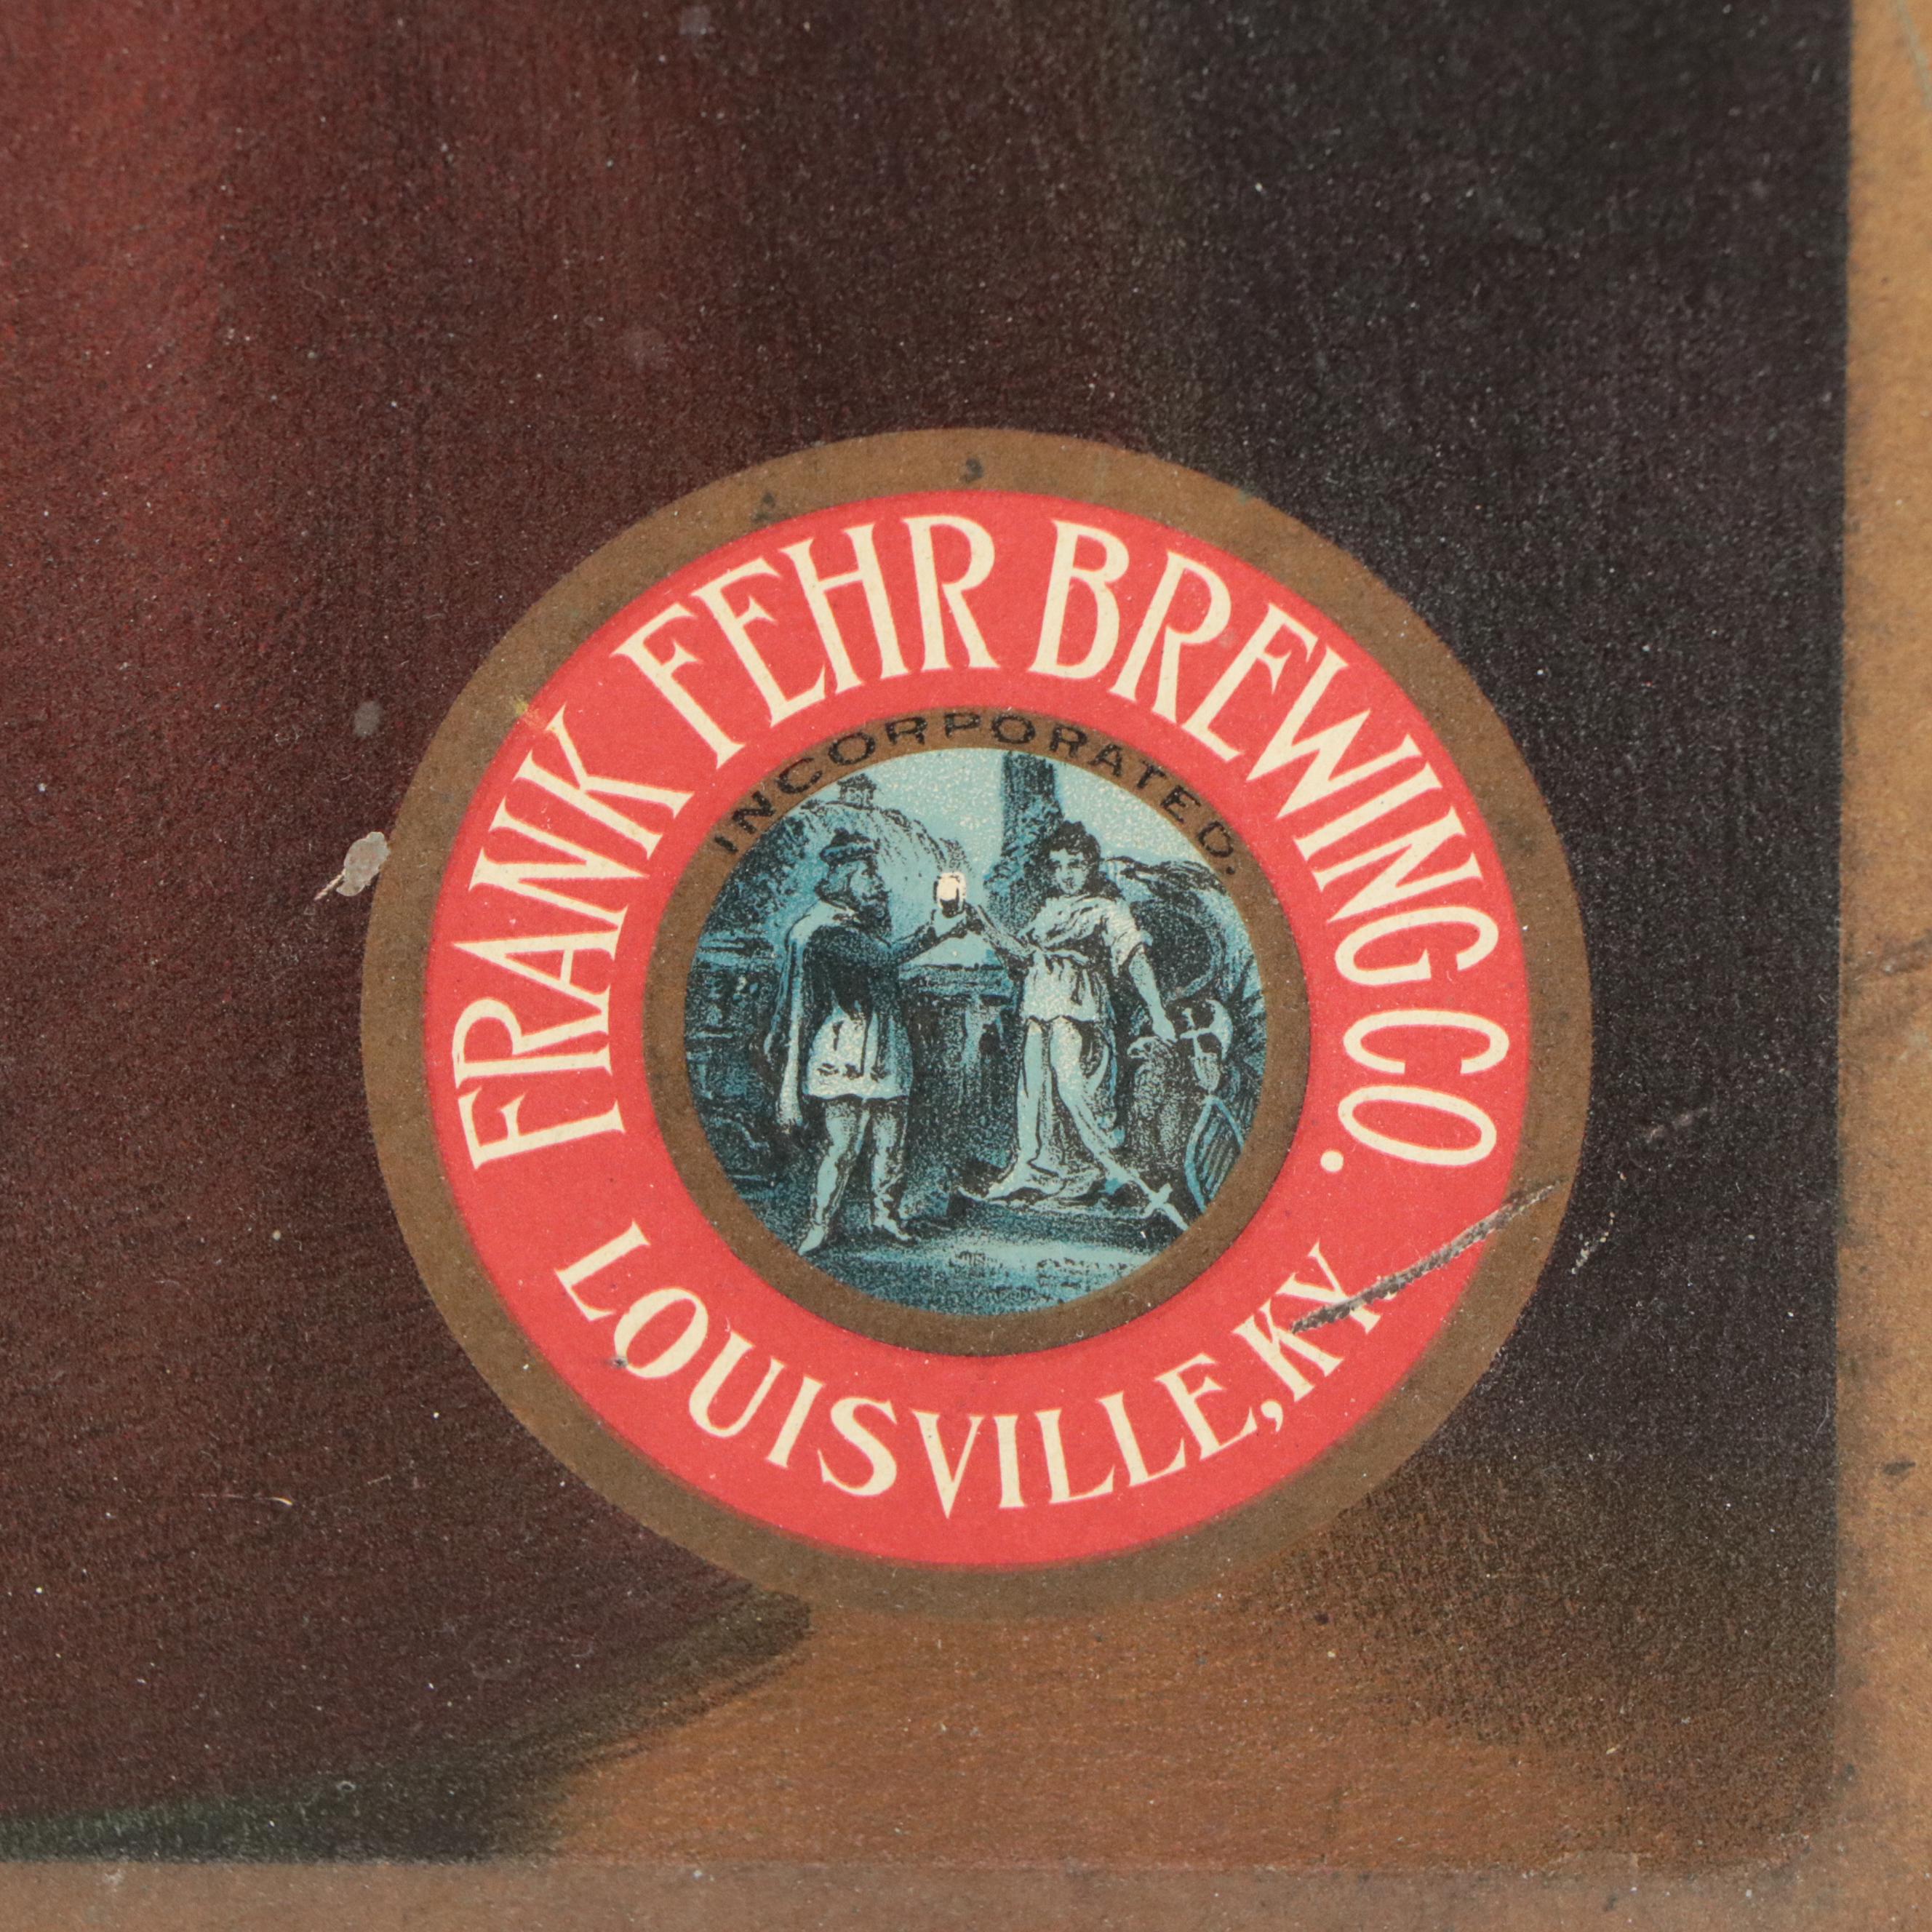 FRANK FEHR BREWING CO.
INCORPORATED.
LOUISVILLE, KY.